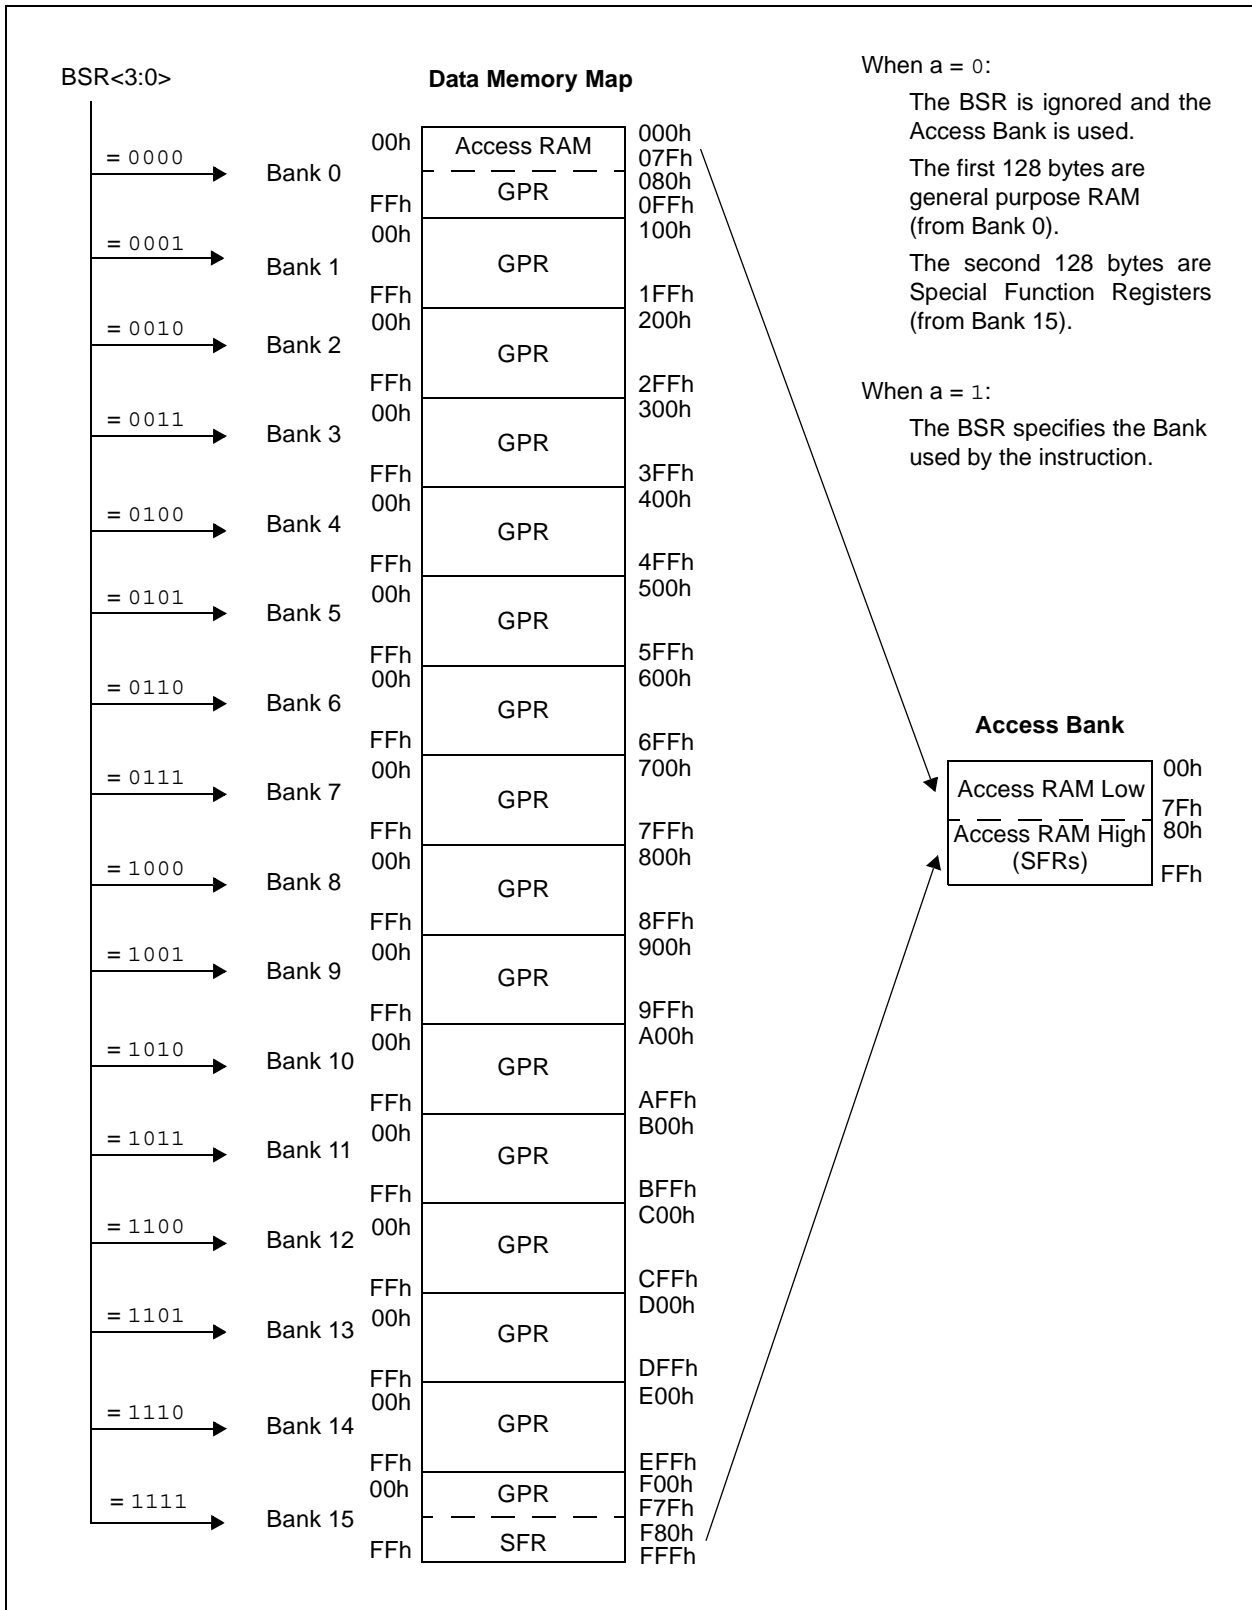 BSR<3:0>
Data Memory Map
When a = 0:
The BSR is ignored and the
Access Bank is used.
The first 128 bytes are
general purpose RAM
(from Bank 0).
The second 128 bytes are
Special Function Registers
(from Bank 15).
When a = 1:
The BSR specifies the Bank
used by the instruction.
= 0000
Bank 0
00h
Access RAM
000h
07Fh
GPR
080h
FFh
0FFh
= 0001
Bank 1
00h
100h
GPR
FFh
1FFh
= 0010
Bank 2
00h
200h
GPR
FFh
2FFh
= 0011
Bank 3
00h
300h
GPR
FFh
3FFh
= 0100
Bank 4
00h
400h
GPR
FFh
4FFh
= 0101
Bank 5
00h
500h
GPR
FFh
5FFh
= 0110
Bank 6
00h
600h
GPR
FFh
6FFh
= 0111
Bank 7
00h
700h
GPR
FFh
7FFh
= 1000
Bank 8
00h
800h
GPR
FFh
8FFh
= 1001
Bank 9
00h
900h
GPR
FFh
9FFh
= 1010
Bank 10
00h
A00h
GPR
FFh
AFFh
= 1011
Bank 11
00h
B00h
GPR
FFh
BFFh
= 1100
Bank 12
00h
C00h
GPR
FFh
CFFh
= 1101
Bank 13
00h
D00h
GPR
FFh
DFFh
= 1110
Bank 14
00h
E00h
GPR
FFh
EFFh
= 1111
Bank 15
00h
F00h
GPR
F7Fh
F80h
SFR
FFh
FFFh
Access Bank
00h
Access RAM Low
7Fh
Access RAM High
80h
(SFRs)
FFh